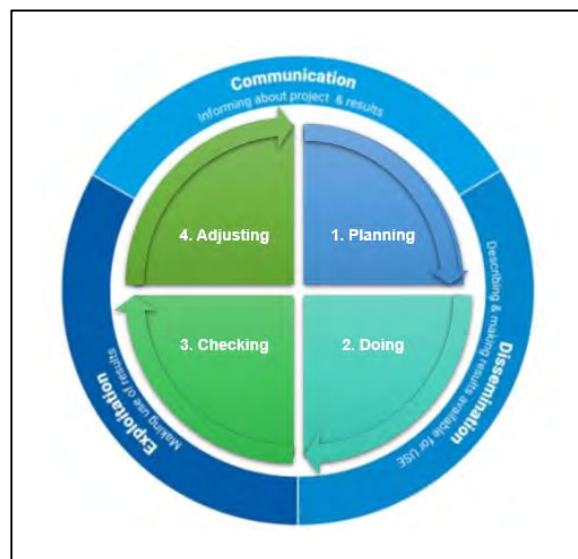 Communication
Informing about project & results
4. Adjusting
1. Planning
3. Checking
2. Doing
Exploitation
Making use of results
Dissemination
Describing & making results available for USE